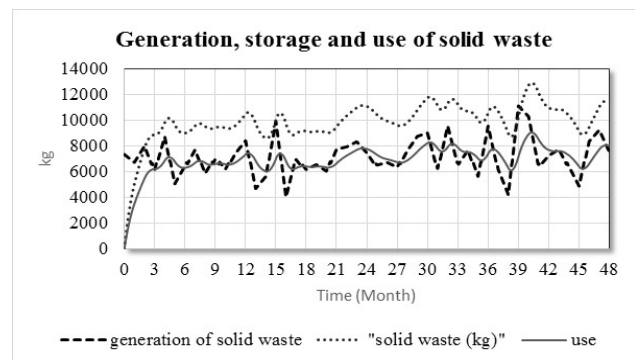 Generation, storage and use of solid waste
14000
12000
10000
8000
6000
4000
2000
0
kg
0 3 6 9 12 15 18 21 24 27 30 33 36 39 42 45 48
Time (Month)
generation of solid waste "solid waste (kg)" use